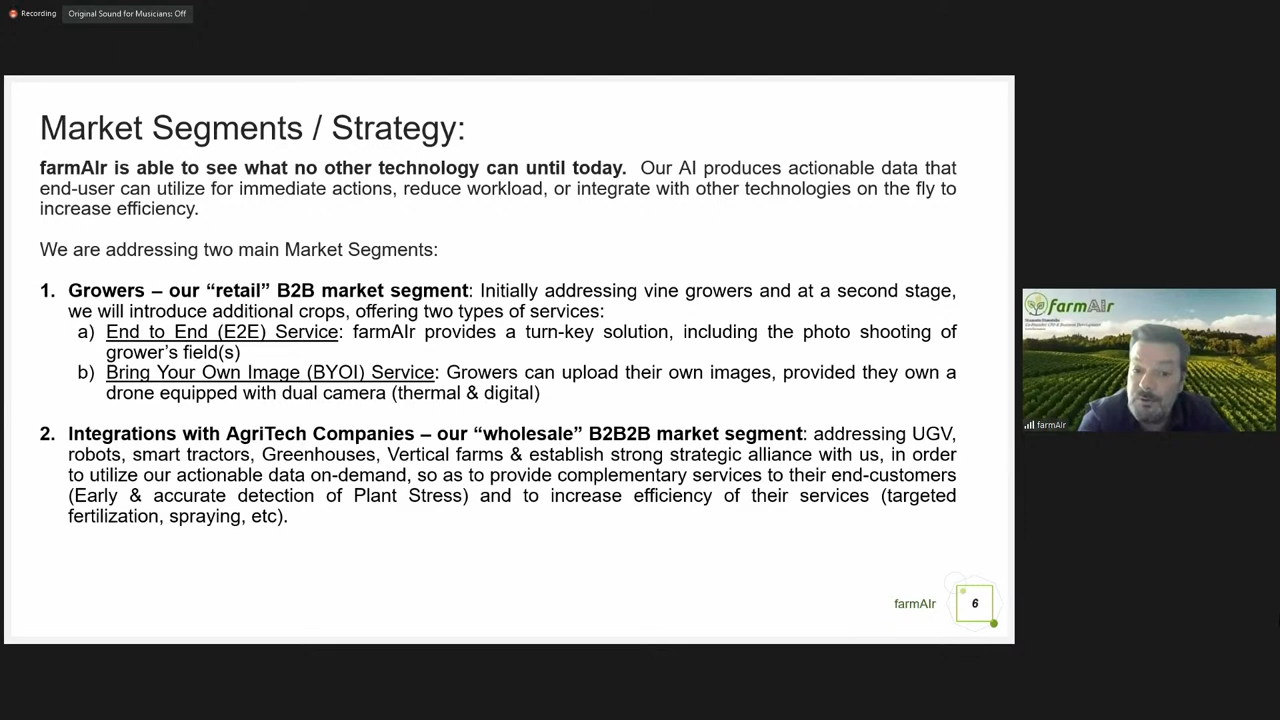 Recording
Original Sound for Musicians: Off
Market Segments / Strategy:
farmAIr is able to see what no other technology can until today. Our AI produces actionable data that
end-user can utilize for immediate actions, reduce workload, or integrate with other technologies on the fly to
increase efficiency.
We are addressing two main Market Segments:
1. Growers – our “retail” B2B market segment: Initially addressing vine growers and at a second stage,
we will introduce additional crops, offering two types of services:
a) End to End (E2E) Service: farmAIr provides a turn-key solution, including the photo shooting of
grower’s field(s)
b) Bring Your Own Image (BYOI) Service: Growers can upload their own images, provided they own a
drone equipped with dual camera (thermal & digital)
2. Integrations with AgriTech Companies – our “wholesale” B2B2B market segment: addressing UGV,
robots, smart tractors, Greenhouses, Vertical farms & establish strong strategic alliance with us, in order
to utilize our actionable data on-demand, so as to provide complementary services to their end-customers
(Early & accurate detection of Plant Stress) and to increase efficiency of their services (targeted
fertilization, spraying, etc).
farmAIr
6
farmAIr
farmAIr